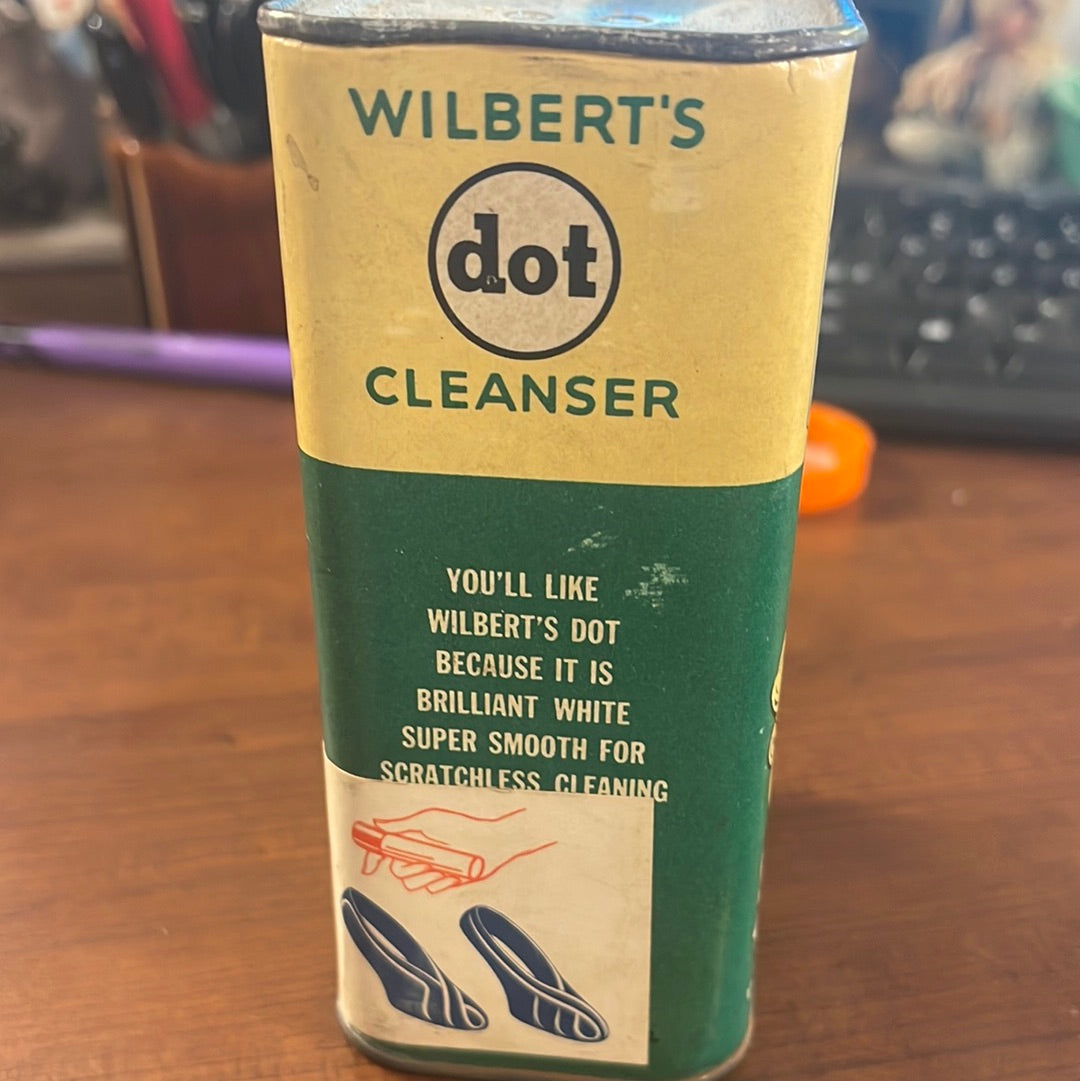 WILBERT'S
dot
CLEANSER
YOU'LL LIKE
WILBERT'S DOT
BECAUSE IT IS
BRILLIANT WHITE
SUPER SMOOTH FOR
SCRATCHLESS CLEANING